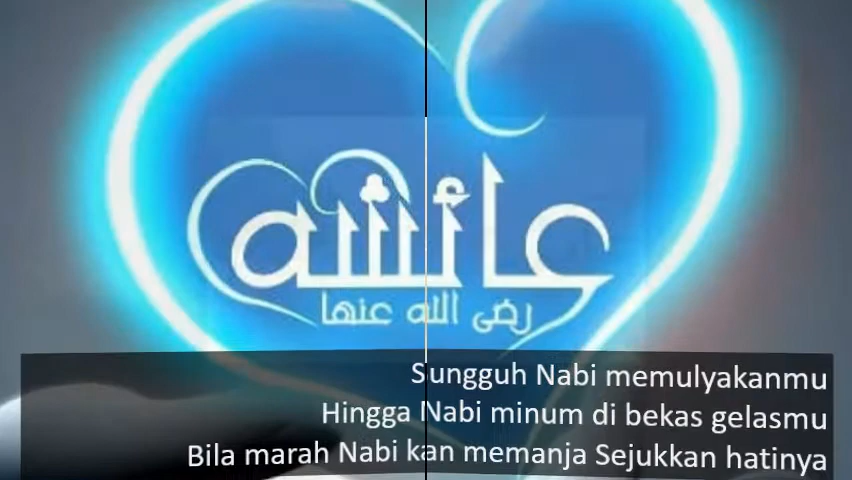 عائشة
رضي الله عنها
Sungguh Nabi memulyakanmu
Hingga Nabi minum di bekas gelasmu
Bila marah Nabi kan memanja Sejukkan hatinya